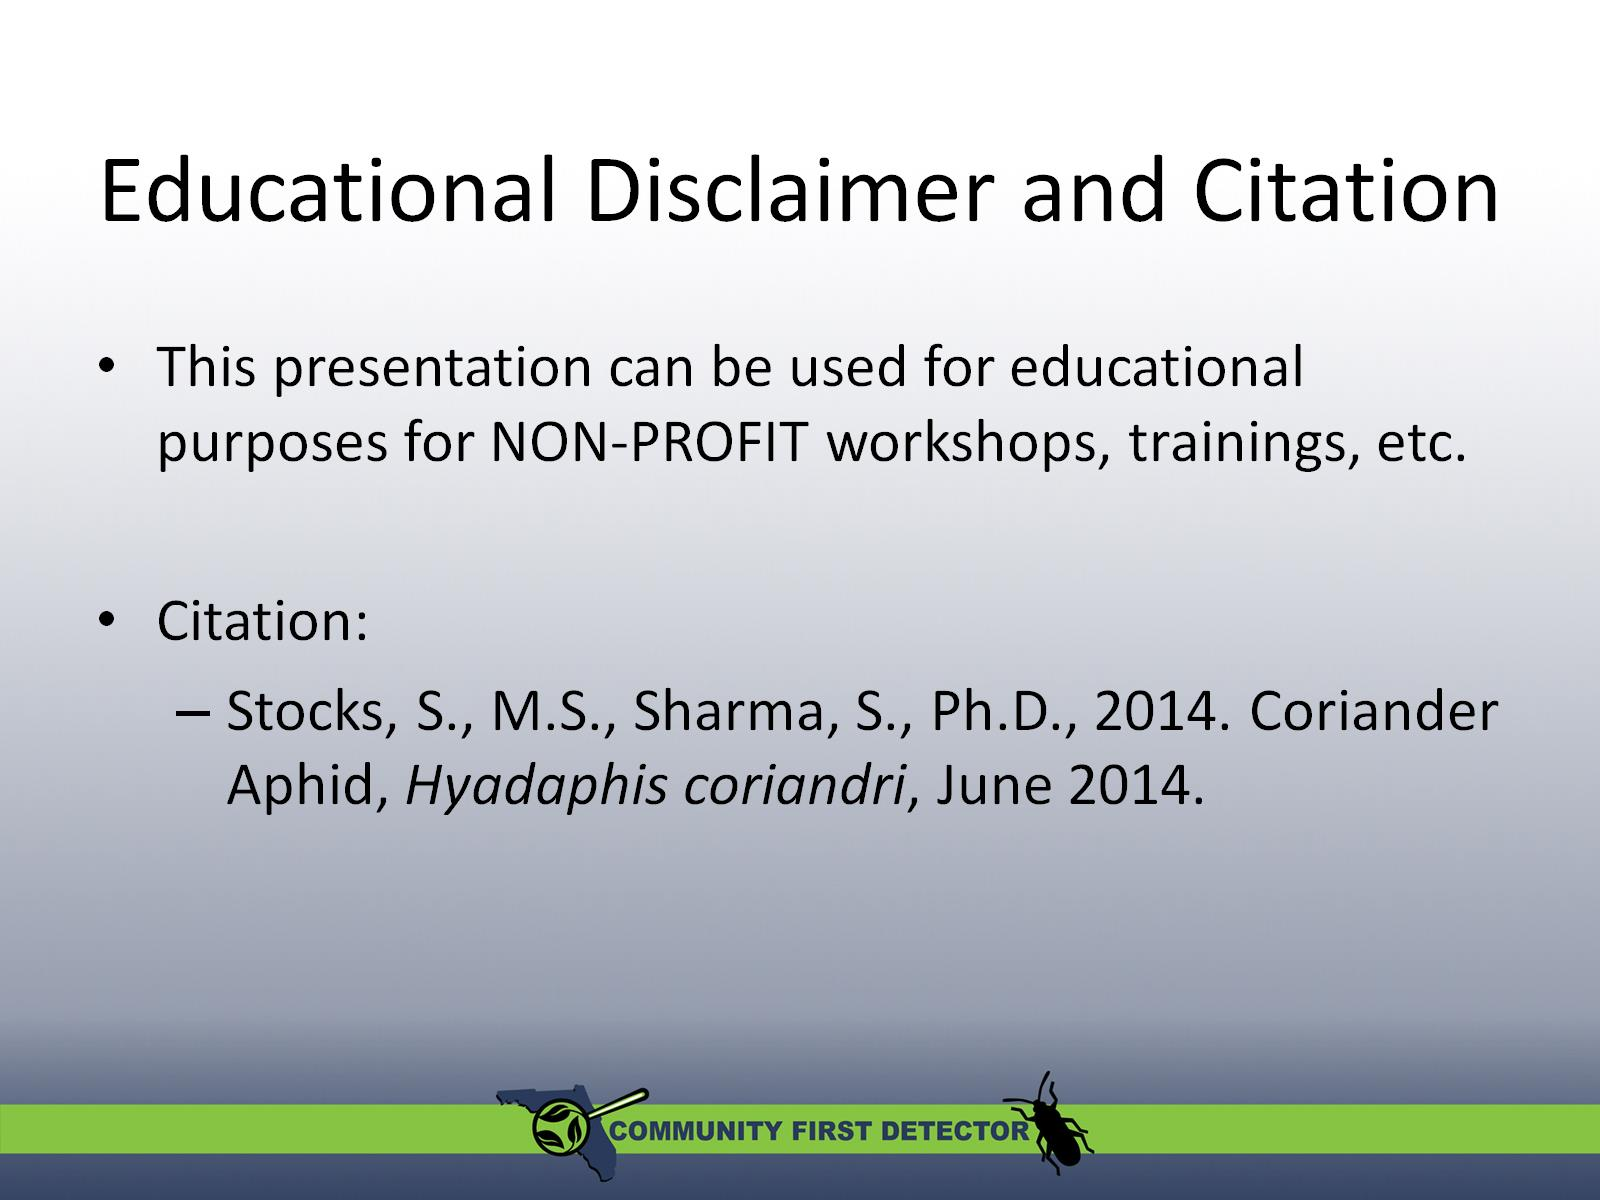 Educational Disclaimer and Citation
• This presentation can be used for educational
purposes for NON-PROFIT workshops, trainings, etc.
• Citation:
– Stocks, S., M.S., Sharma, S., Ph.D., 2014. Coriander
Aphid, Hyadaphis coriandri, June 2014.
COMMUNITY FIRST DETECTOR